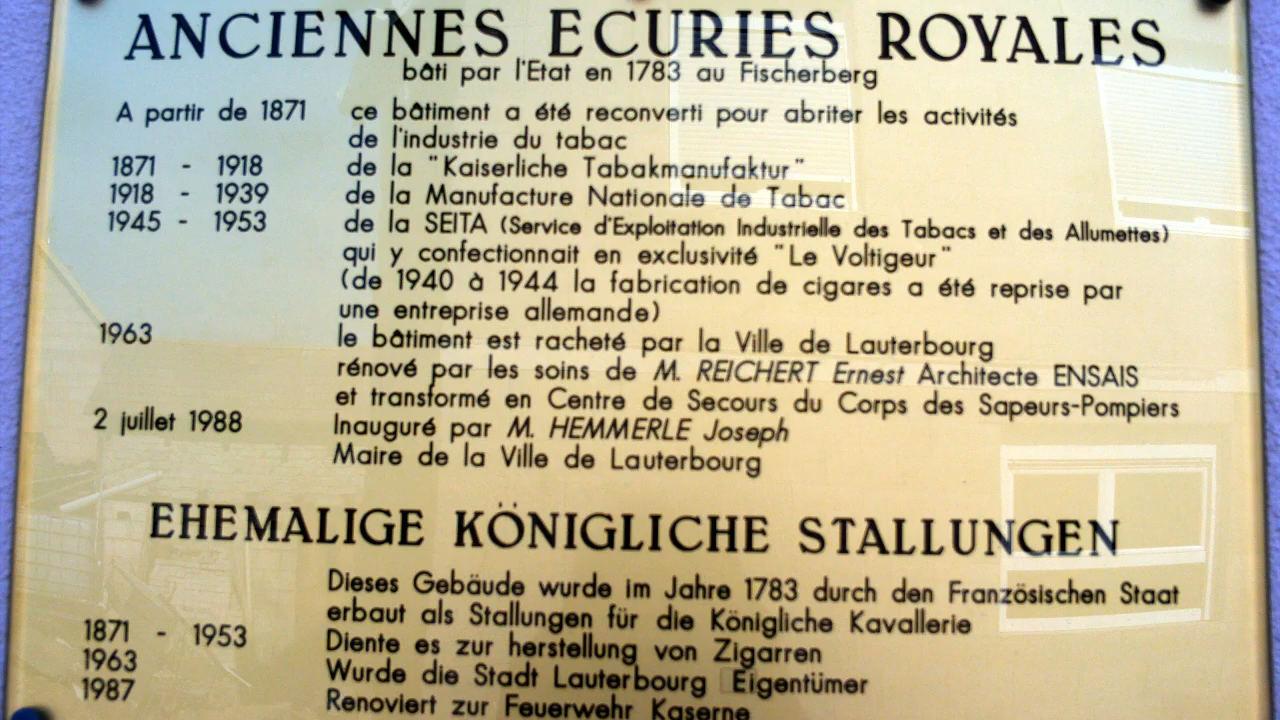 ANCIENNES ECURIES ROYALES
bâti par l'Etat en 1783 au Fischerberg
A partir de 1871 ce bâtiment a été reconverti pour abriter les activités
de l'industrie du tabac
1871 - 1918 de la "Kaiserliche Tabakmanufaktur"
1918 - 1939 de la Manufacture Nationale de Tabac
1945 - 1953 de la SEITA (Service d'Exploitation Industrielle des Tabacs et des Allumettes)
qui y confectionnait en exclusivité "Le Voltigeur"
(de 1940 à 1944 la fabrication de cigares a été reprise par
une entreprise allemande)
1963 le bâtiment est racheté par la Ville de Lauterbourg
rénové par les soins de M. REICHERT Ernest Architecte ENSAIS
et transformé en Centre de Secours du Corps des Sapeurs-Pompiers
2 juillet 1988 Inauguré par M. HEMMERLE Joseph
Maire de la Ville de Lauterbourg
EHEMALIGE KÖNIGLICHE STALLUNGEN
Dieses Gebäude wurde im Jahre 1783 durch den Französischen Staat
erbaut als Stallungen für die Königliche Kavallerie
1871 - 1953 Diente es zur herstellung von Zigarren
1963 Wurde die Stadt Lauterbourg Eigentümer
1987 Renoviert zur Feuerwehr Kaserne